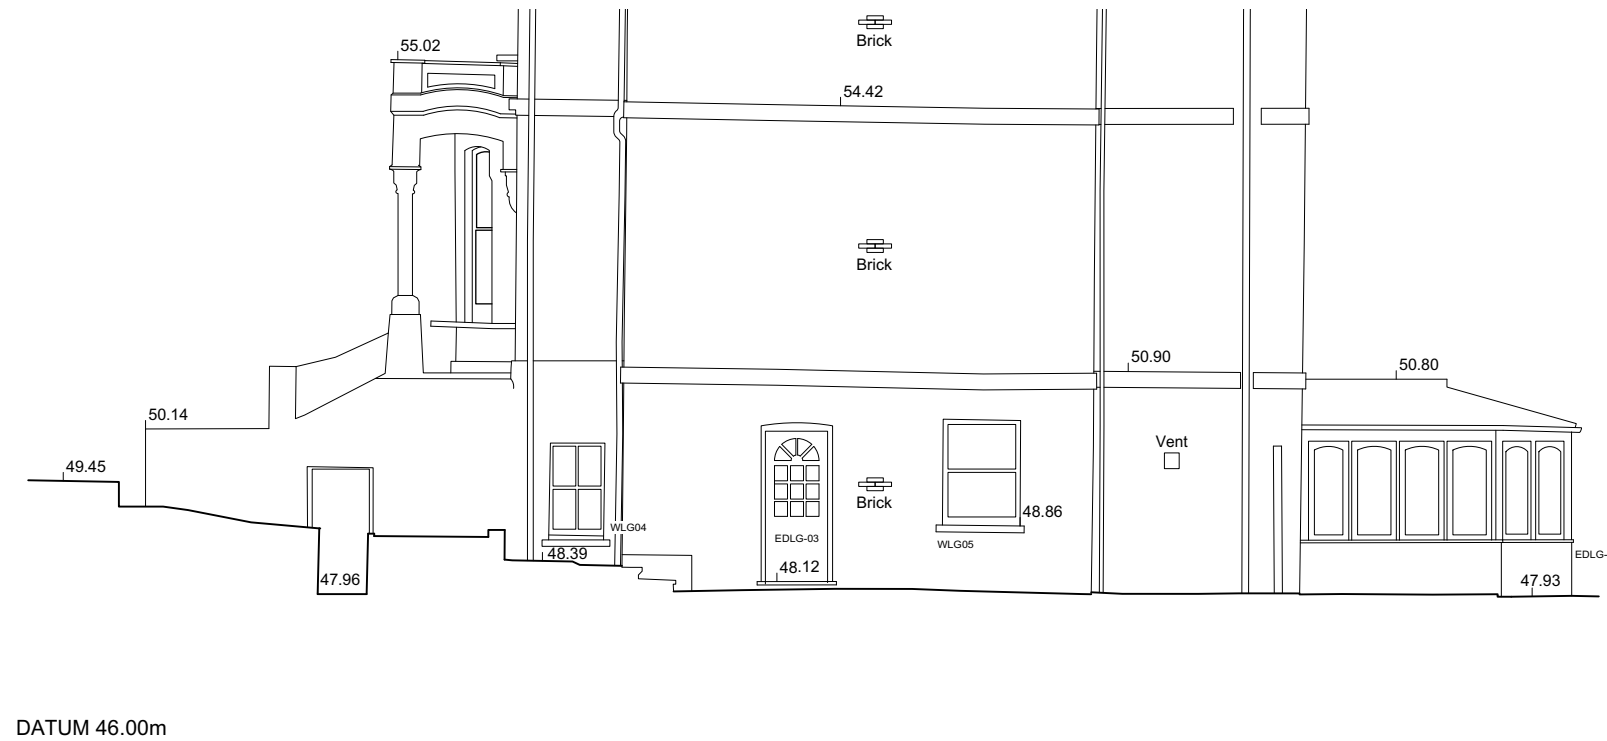 Brick
55.02
54.42
Brick
50.90
50.80
50.14
Vent
49.45
Brick
48.86
WLG04
EDLG-03
WLG05
48.39
EDLG-
48.12
47.96
47.93
DATUM 46.00m